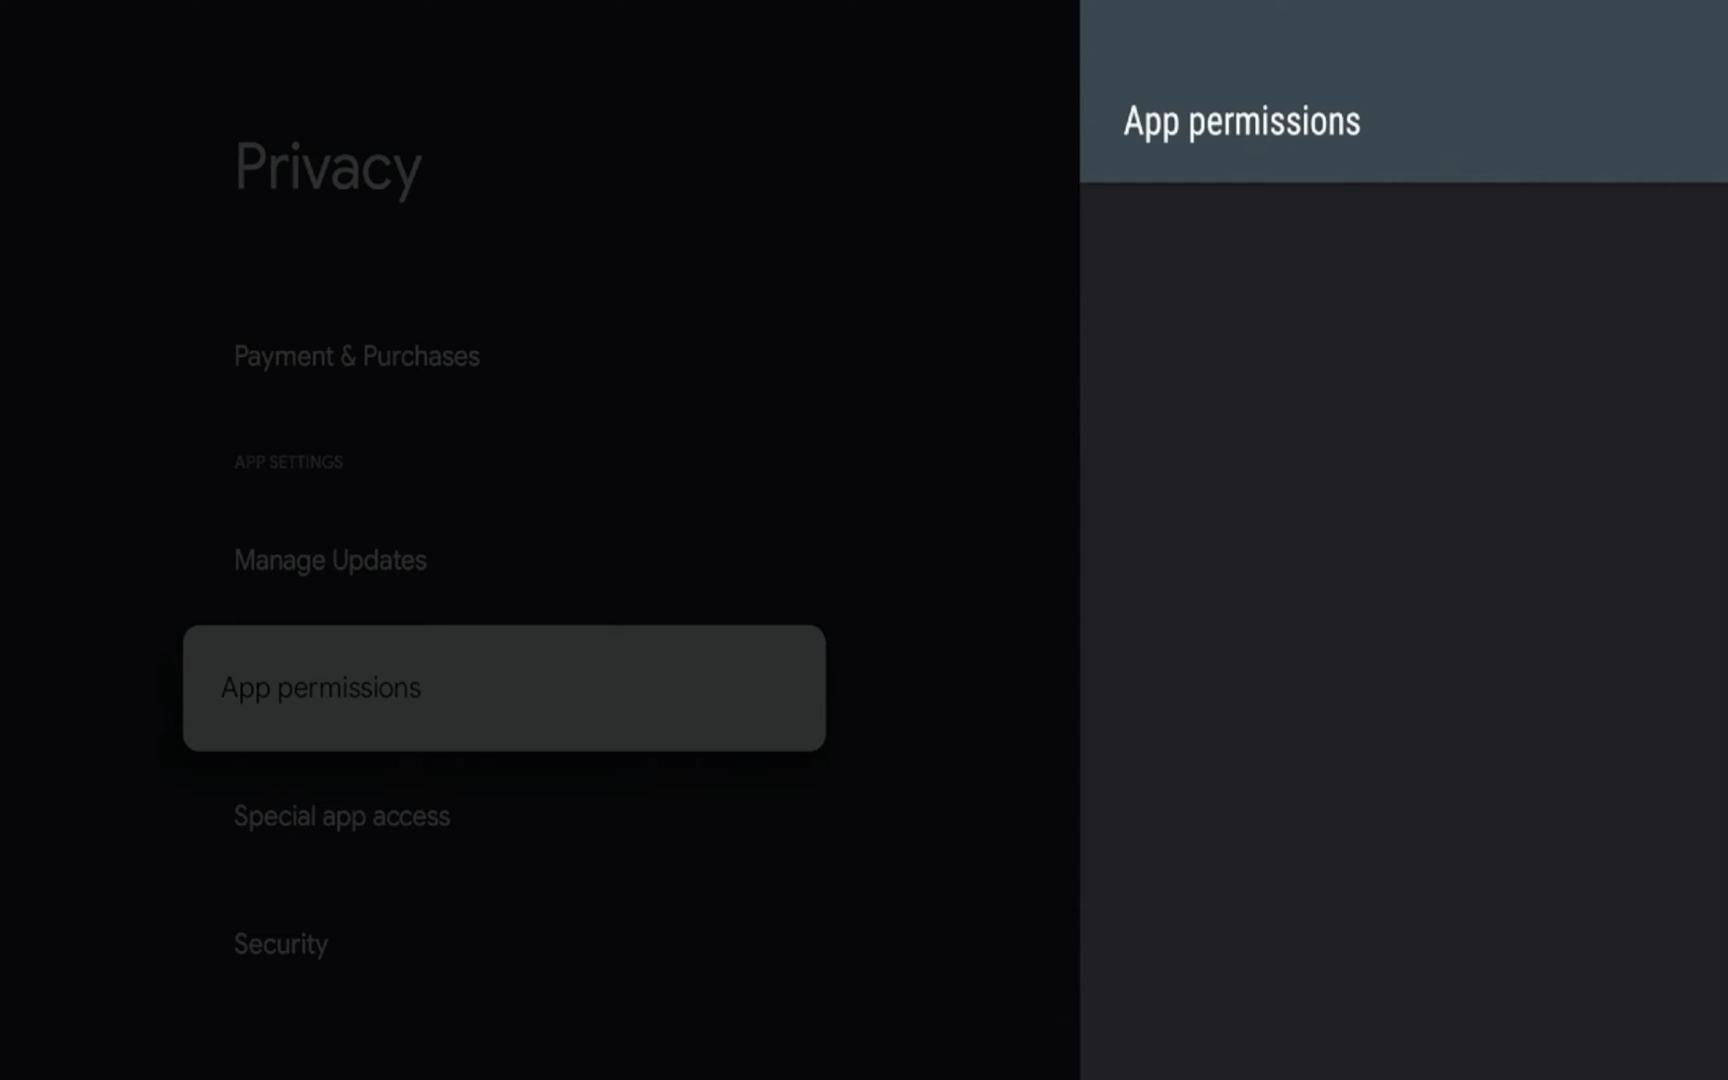 Privacy
Payment & Purchases
APP SETTINGS
Manage Updates
App permissions
Special app access
Security
App permissions